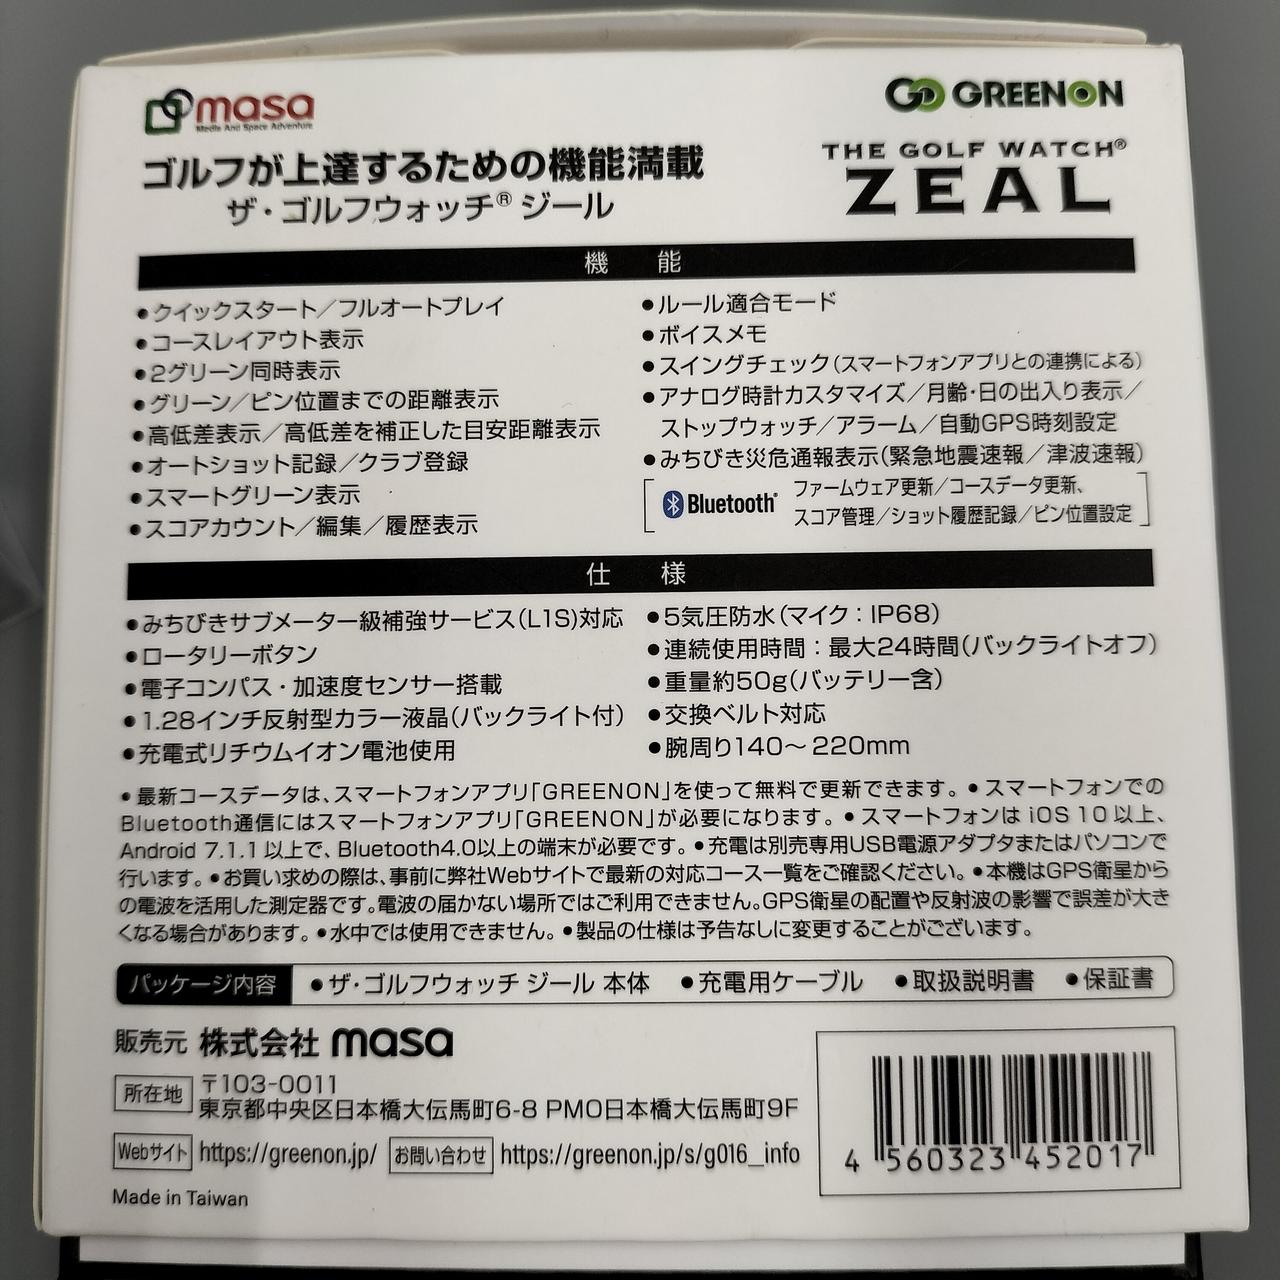 masa
Media And Space Adventure
GREENON
ゴルフが上達するための機能満載
ザ・ゴルフウォッチ® ジール
THE GOLF WATCH®
ZEAL
機 能
●クイックスタート／フルオートプレイ
●コースレイアウト表示
●2グリーン同時表示
●グリーン／ピン位置までの距離表示
●高低差表示／高低差を補正した目安距離表示
●オートショット記録／クラブ登録
●スマートグリーン表示
●スコアカウント／編集／履歴表示
●ルール適合モード
●ボイスメモ
●スイングチェック(スマートフォンアプリとの連携による)
●アナログ時計カスタマイズ／月齢・日の出入り表示／
ストップウォッチ／アラーム／自動GPS時刻設定
●みちびき災危通報表示(緊急地震速報／津波速報)
Bluetooth®
ファームウェア更新／コースデータ更新、
スコア管理／ショット履歴記録／ピン位置設定
仕 様
●みちびきサブメーター級補強サービス(L1S)対応
●ロータリーボタン
●電子コンパス・加速度センサー搭載
●1.28インチ反射型カラー液晶(バックライト付)
●充電式リチウムイオン電池使用
●5気圧防水(マイク：IP68)
●連続使用時間：最大24時間(バックライトオフ)
●重量約50g(バッテリー含)
●交換ベルト対応
●腕周り140〜220mm
●最新コースデータは、スマートフォンアプリ「GREENON」を使って無料で更新できます。●スマートフォンでの
Bluetooth通信にはスマートフォンアプリ「GREENON」が必要になります。●スマートフォンは iOS 10 以上、
Android 7.1.1 以上で、Bluetooth4.0以上の端末が必要です。●充電は別売専用USB電源アダプタまたはパソコンで
行います。●お買い求めの際は、事前に弊社Webサイトで最新の対応コース一覧をご確認ください。●本機はGPS衛星から
の電波を活用した測定器です。電波の届かない場所ではご利用できません。GPS衛星の配置や反射波の影響で誤差が大き
くなる場合があります。●水中では使用できません。●製品の仕様は予告なしに変更することがございます。
パッケージ内容 ●ザ・ゴルフウォッチ ジール 本体 ●充電用ケーブル ●取扱説明書 ●保証書
販売元 株式会社 masa
所在地 〒103-0011
東京都中央区日本橋大伝馬町6-8 PMO日本橋大伝馬町9F
Webサイト https://greenon.jp/ お問い合わせ https://greenon.jp/s/g016_info
Made in Taiwan
4 560323 452017